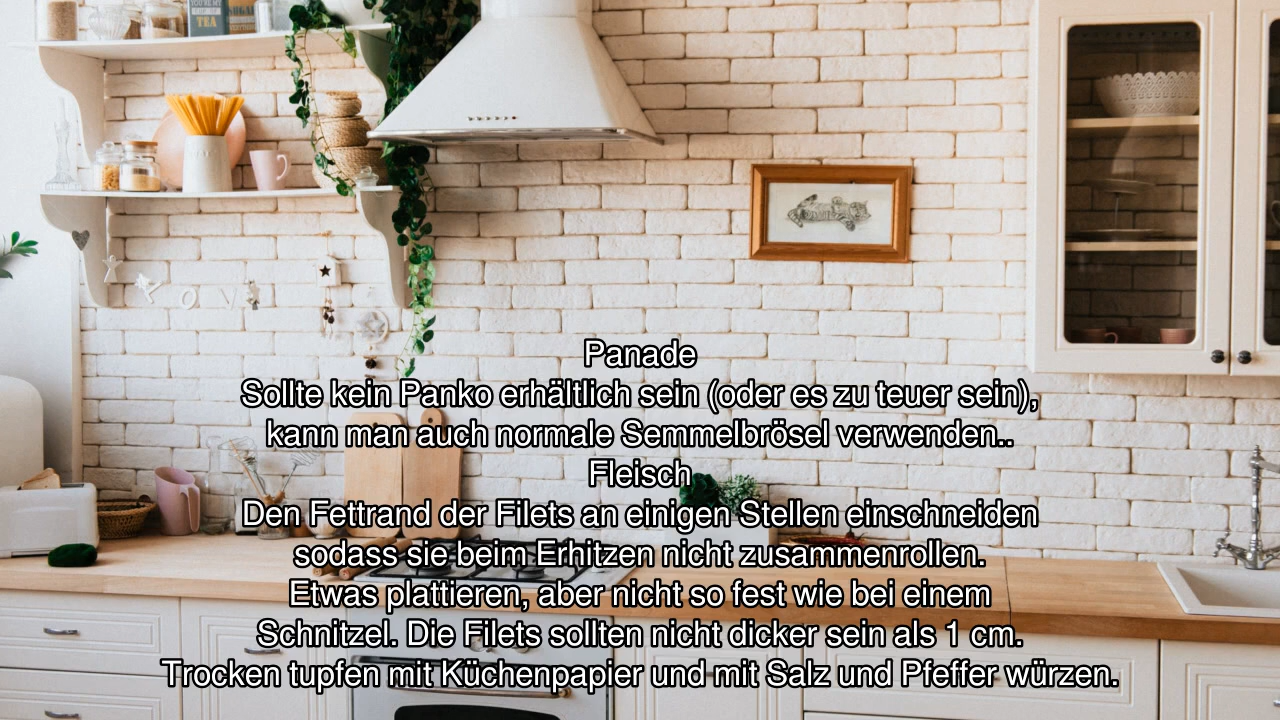 TEA
LOVE
Panade
Sollte kein Panko erhältlich sein (oder es zu teuer sein),
kann man auch normale Semmelbrösel verwenden..
Fleisch
Den Fettrand der Filets an einigen Stellen einschneiden
sodass sie beim Erhitzen nicht zusammenrollen.
Etwas plattieren, aber nicht so fest wie bei einem
Schnitzel. Die Filets sollten nicht dicker sein als 1 cm.
Trocken tupfen mit Küchenpapier und mit Salz und Pfeffer würzen.